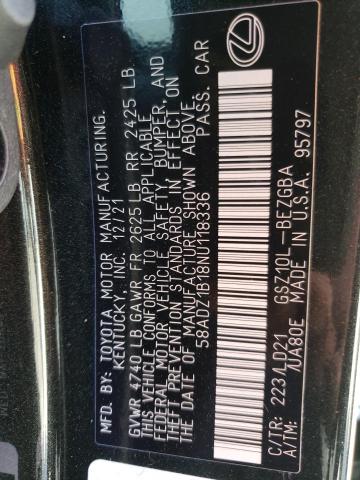 MFD. BY: TOYOTA MOTOR MANUFACTURING.
KENTUCKY, INC. 12/21
GVWR 4740 LB GAWR FR 2625 LB RR 2425 LB.
THIS VEHICLE CONFORMS TO ALL APPLICABLE
FEDERAL MOTOR VEHICLE SAFETY, BUMPER, AND
THEFT PREVENTION STANDARDS IN EFFECT ON
THE DATE OF MANUFACTURE SHOWN ABOVE.
58ADZ1B18NU118336 PASS. CAR
C/TR: 223/LD21 GSZ10L-BEZGBA
A/TM: /UA80E MADE IN U.S.A. 95797